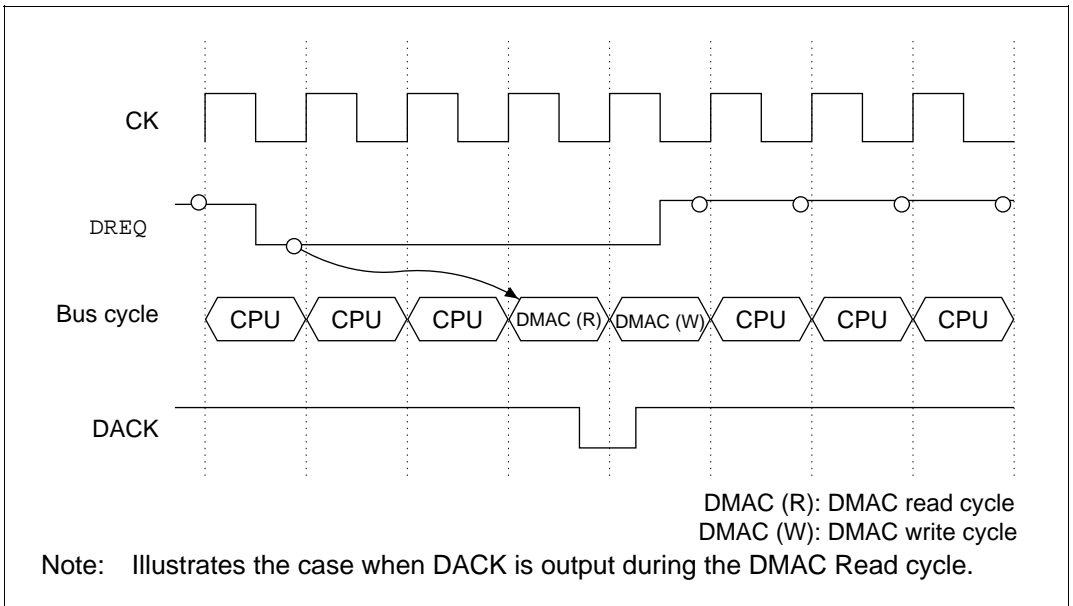 CK
DREQ
Bus cycle CPU CPU CPU DMAC (R) DMAC (W) CPU CPU CPU
DACK
DMAC (R): DMAC read cycle
DMAC (W): DMAC write cycle
Note: Illustrates the case when DACK is output during the DMAC Read cycle.